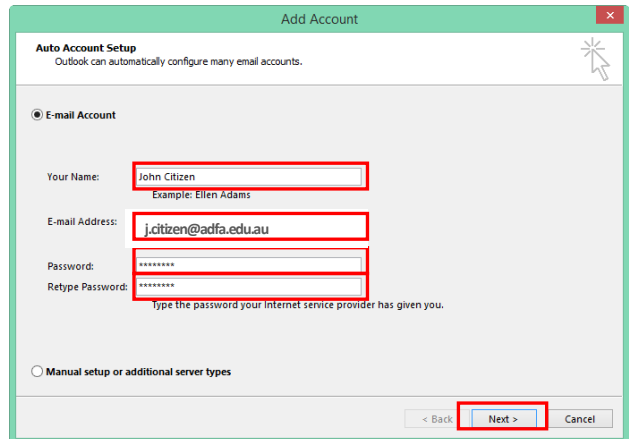 Add Account
Auto Account Setup
Outlook can automatically configure many email accounts.
E-mail Account
Your Name: John Citizen
Example: Ellen Adams
E-mail Address: j.citizen@adfa.edu.au
Password: ********
Retype Password: ********
Type the password your Internet service provider has given you.
Manual setup or additional server types
< Back Next > Cancel